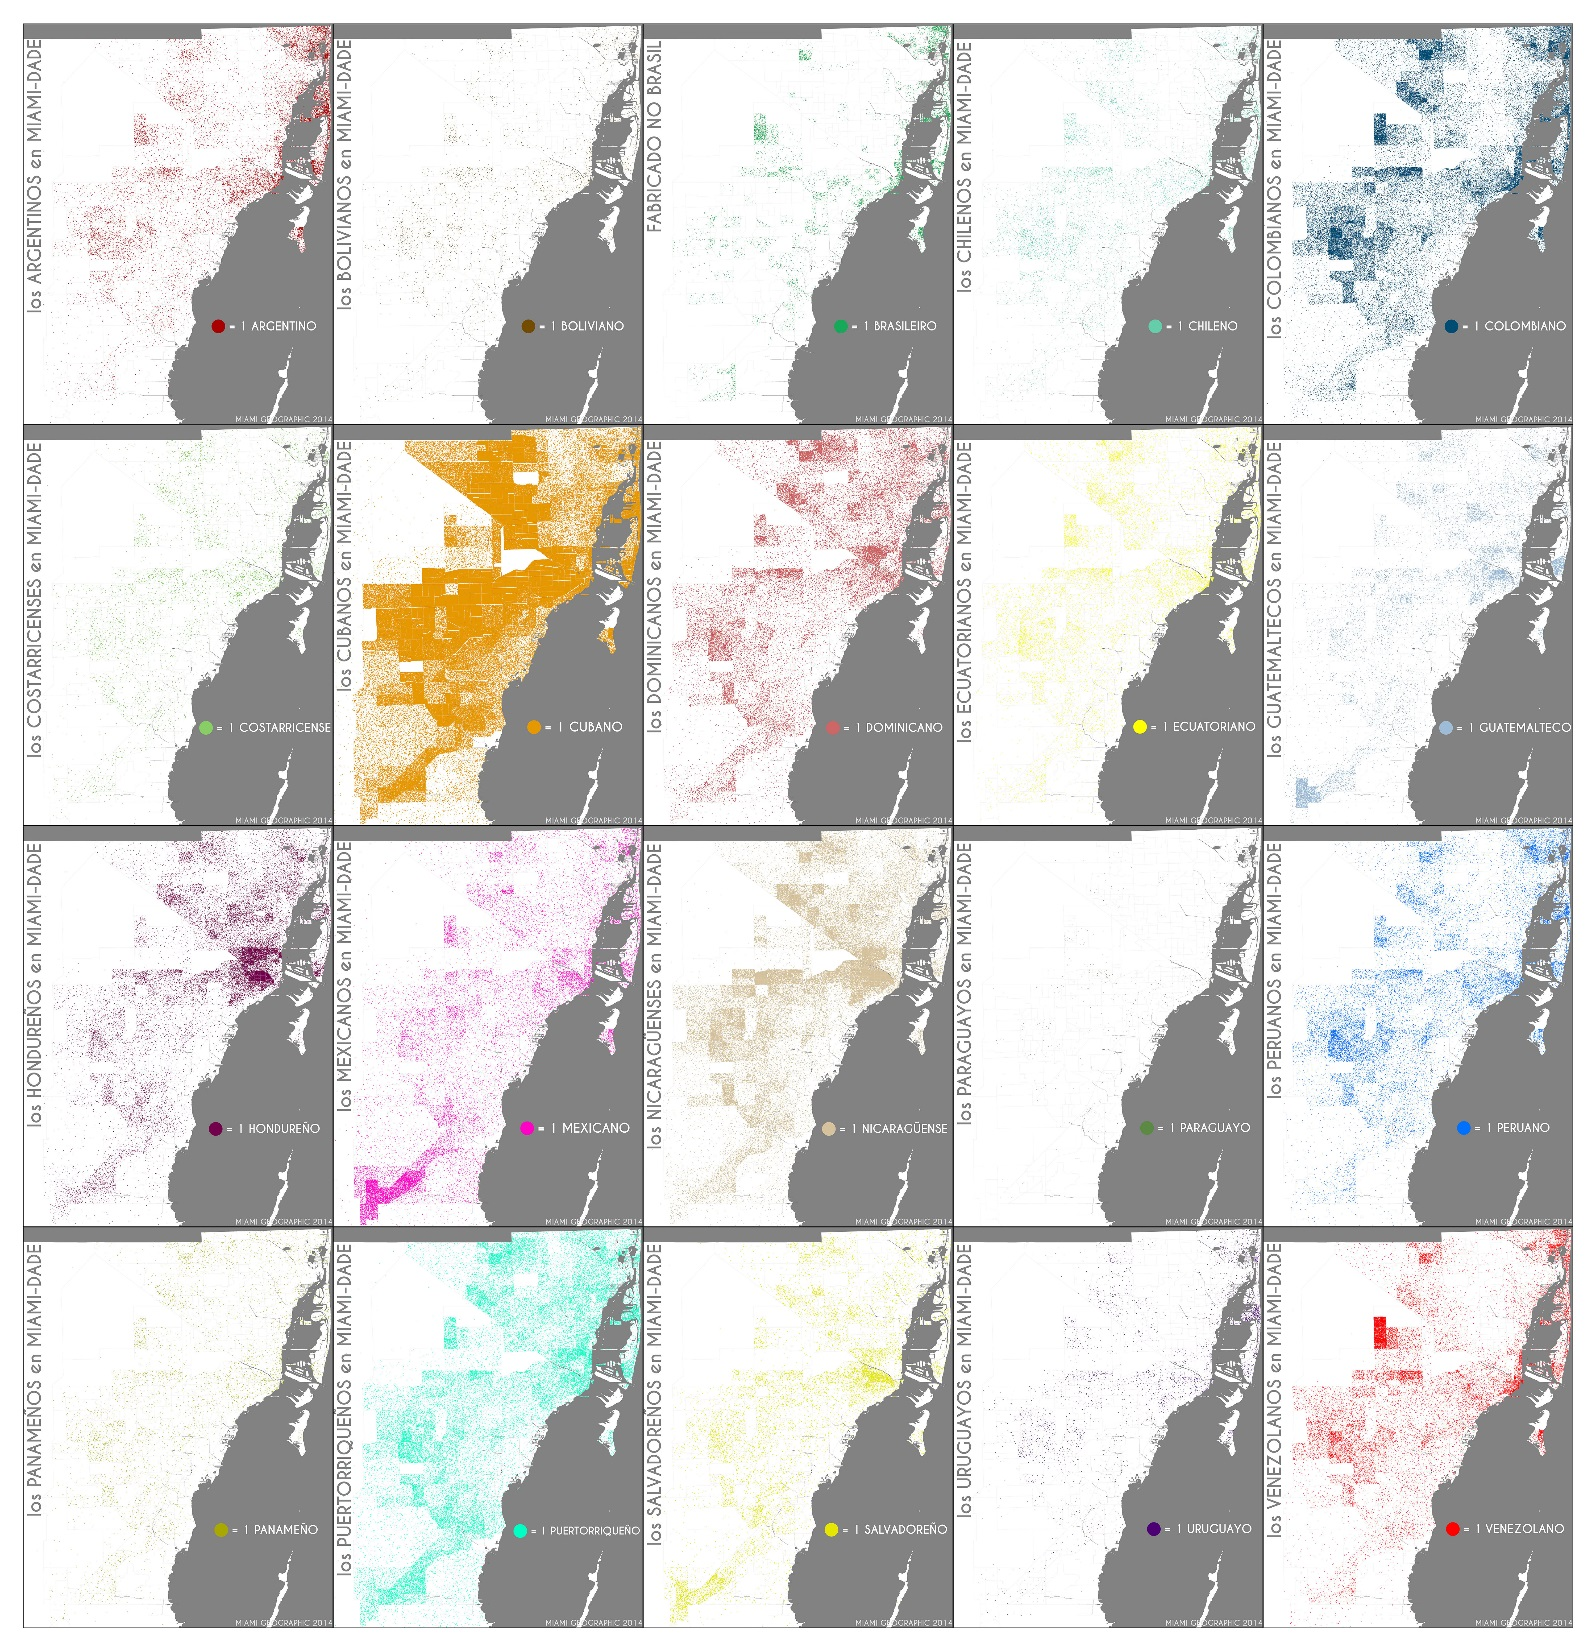 los ARGENTINOS en MIAMI-DADE
= 1 ARGENTINO
MIAMI GEOGRAPHIC 2014
los BOLIVIANOS en MIAMI-DADE
= 1 BOLIVIANO
MIAMI GEOGRAPHIC 2014
FABRICADO NO BRASIL
= 1 BRASILEIRO
MIAMI GEOGRAPHIC 2014
los CHILENOS en MIAMI-DADE
= 1 CHILENO
MIAMI GEOGRAPHIC 2014
los COLOMBIANOS en MIAMI-DADE
= 1 COLOMBIANO
MIAMI GEOGRAPHIC 2014
los COSTARRICENSES en MIAMI-DADE
= 1 COSTARRICENSE
MIAMI GEOGRAPHIC 2014
los CUBANOS en MIAMI-DADE
= 1 CUBANO
MIAMI GEOGRAPHIC 2014
los DOMINICANOS en MIAMI-DADE
= 1 DOMINICANO
MIAMI GEOGRAPHIC 2014
los ECUATORIANOS en MIAMI-DADE
= 1 ECUATORIANO
MIAMI GEOGRAPHIC 2014
los GUATEMALTECOS en MIAMI-DADE
= 1 GUATEMALTECO
MIAMI GEOGRAPHIC 2014
los HONDUREÑOS en MIAMI-DADE
= 1 HONDUREÑO
MIAMI GEOGRAPHIC 2014
los MEXICANOS en MIAMI-DADE
= 1 MEXICANO
MIAMI GEOGRAPHIC 2014
los NICARAGÜENSES en MIAMI-DADE
= 1 NICARAGÜENSE
MIAMI GEOGRAPHIC 2014
los PARAGUAYOS en MIAMI-DADE
= 1 PARAGUAYO
MIAMI GEOGRAPHIC 2014
los PERUANOS en MIAMI-DADE
= 1 PERUANO
MIAMI GEOGRAPHIC 2014
los PANAMEÑOS en MIAMI-DADE
= 1 PANAMEÑO
MIAMI GEOGRAPHIC 2014
los PUERTORRIQUEÑOS en MIAMI-DADE
= 1 PUERTORRIQUEÑO
MIAMI GEOGRAPHIC 2014
los SALVADOREÑOS en MIAMI-DADE
= 1 SALVADOREÑO
MIAMI GEOGRAPHIC 2014
los URUGUAYOS en MIAMI-DADE
= 1 URUGUAYO
MIAMI GEOGRAPHIC 2014
los VENEZOLANOS en MIAMI-DADE
= 1 VENEZOLANO
MIAMI GEOGRAPHIC 2014